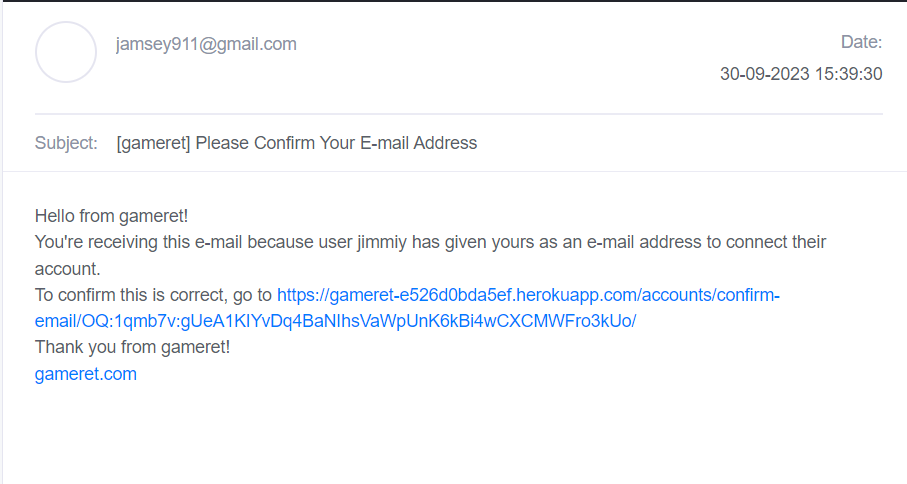 jamsey911@gmail.com
Date:
30-09-2023 15:39:30
Subject: [gameret] Please Confirm Your E-mail Address
Hello from gameret!
You're receiving this e-mail because user jimmiy has given yours as an e-mail address to connect their
account.
To confirm this is correct, go to https://gameret-e526d0bda5ef.herokuapp.com/accounts/confirm-
email/OQ:1qmb7v:gUeA1KIYvDq4BaNIhsVaWpUnK6kBi4wCXCMWFro3kUo/
Thank you from gameret!
gameret.com